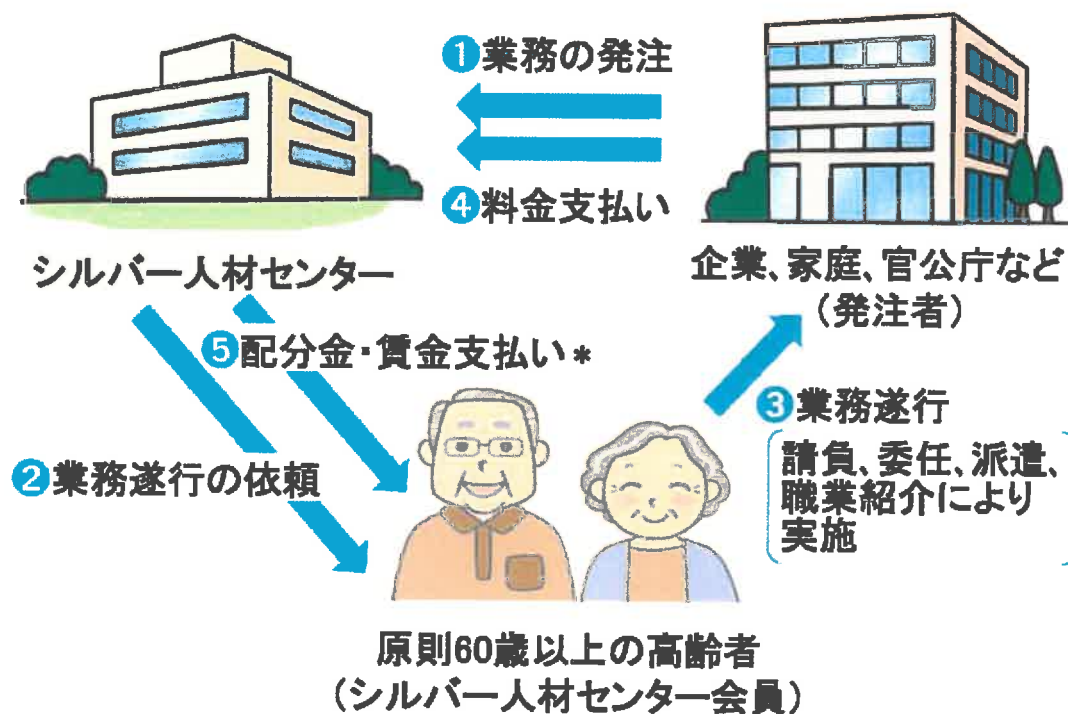 ❶業務の発注
❹料金支払い
シルバー人材センター
企業、家庭、官公庁など
（発注者）
❺配分金・賃金支払い*
❷業務遂行の依頼
❸業務遂行
請負、委任、派遣、
職業紹介により
実施
原則60歳以上の高齢者
（シルバー人材センター会員）